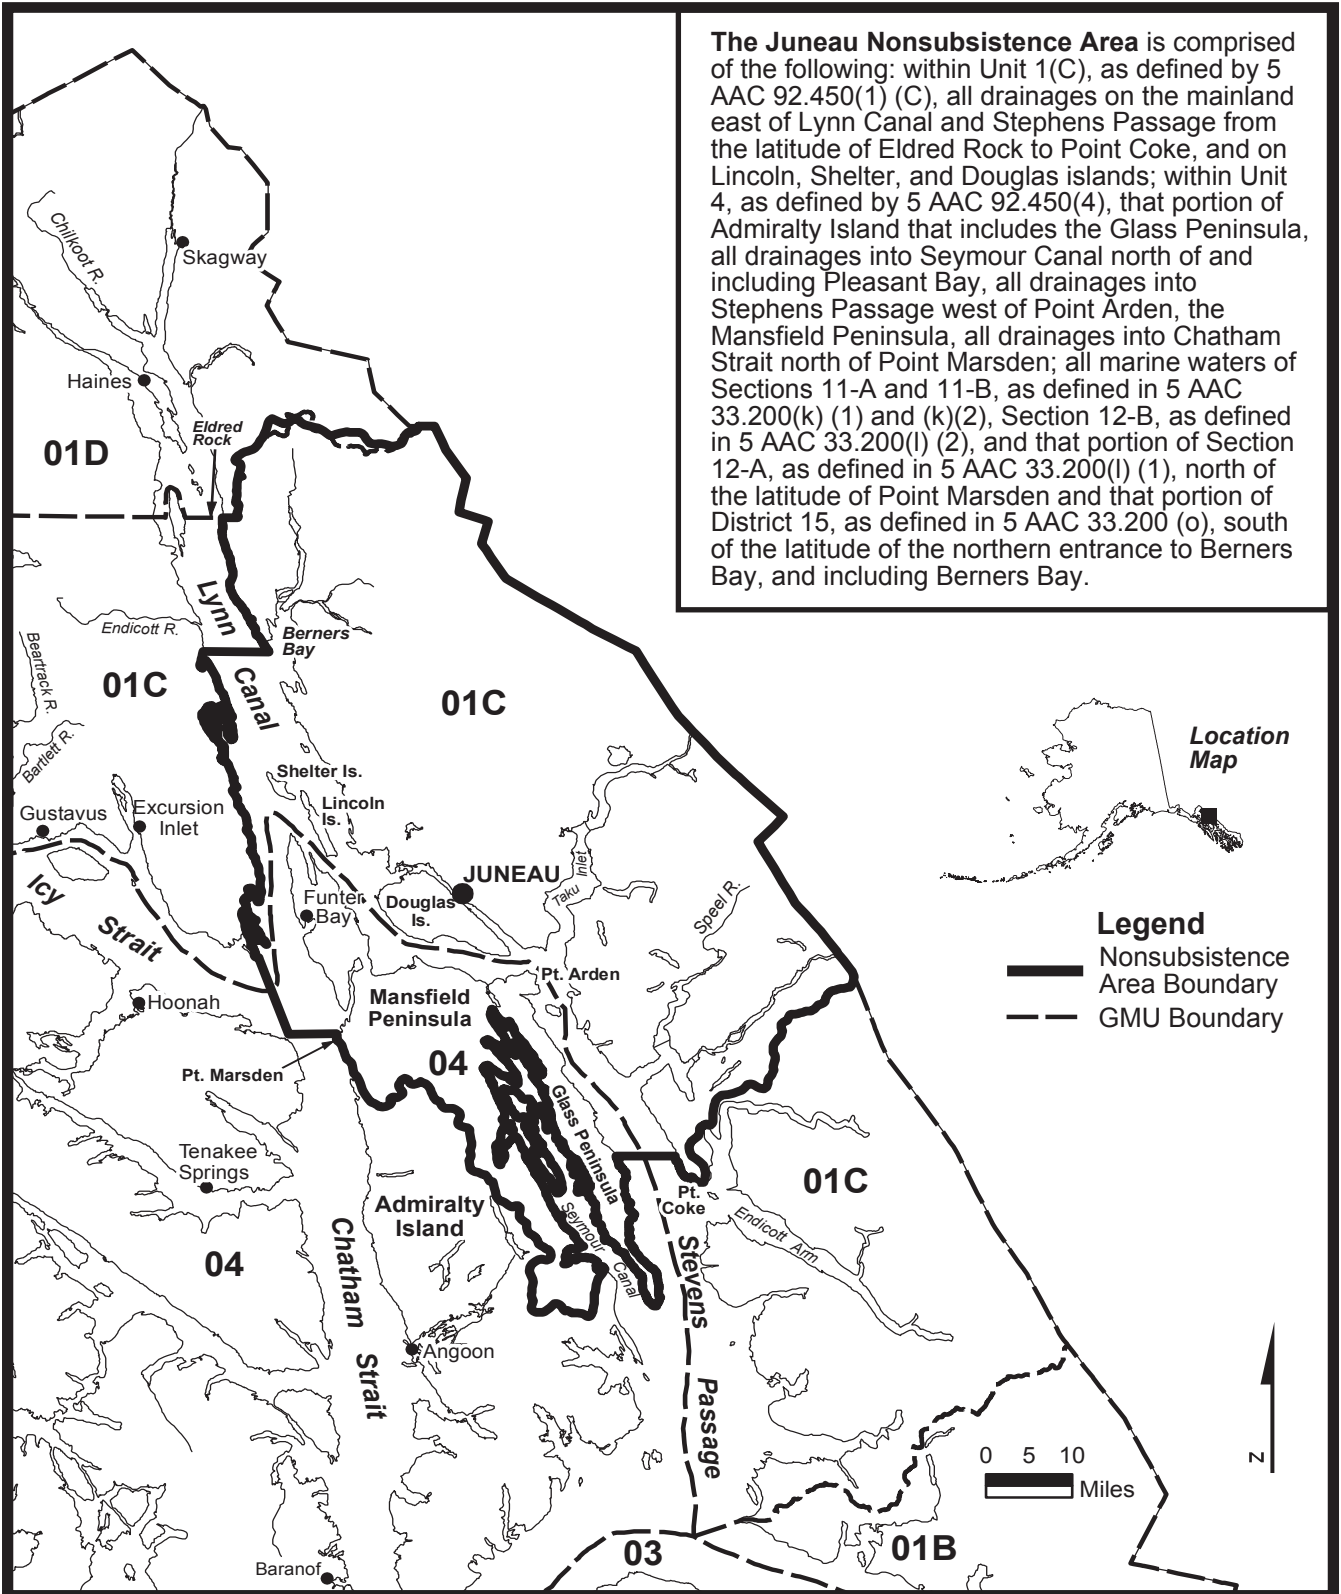 The Juneau Nonsubsistence Area is comprised
of the following: within Unit 1(C), as defined by 5
AAC 92.450(1) (C), all drainages on the mainland
east of Lynn Canal and Stephens Passage from
the latitude of Eldred Rock to Point Coke, and on
Lincoln, Shelter, and Douglas islands; within Unit
4, as defined by 5 AAC 92.450(4), that portion of
Admiralty Island that includes the Glass Peninsula,
all drainages into Seymour Canal north of and
including Pleasant Bay, all drainages into
Stephens Passage west of Point Arden, the
Mansfield Peninsula, all drainages into Chatham
Strait north of Point Marsden; all marine waters of
Sections 11-A and 11-B, as defined in 5 AAC
33.200(k) (1) and (k)(2), Section 12-B, as defined
in 5 AAC 33.200(l) (2), and that portion of Section
12-A, as defined in 5 AAC 33.200(l) (1), north of
the latitude of Point Marsden and that portion of
District 15, as defined in 5 AAC 33.200 (o), south
of the latitude of the northern entrance to Berners
Bay, and including Berners Bay.
Chilkoot R.
Skagway
Haines
Eldred
Rock
01D
Lynn
Canal
Endicott R.
Berners
Bay
Beartrack R.
01C
01C
Bartlett R.
Location
Map
Shelter Is.
Lincoln
Is.
Gustavus
Excursion
Inlet
Taku Inlet
JUNEAU
Icy
Strait
Funter
Bay
Douglas
Is.
Speel R.
Legend
Nonsubsistence
Area Boundary
GMU Boundary
Pt. Arden
Hoonah
Mansfield
Peninsula
04
Pt. Marsden
Glass Peninsula
Tenakee
Springs
Admiralty
Island
Seymour
Canal
Pt.
Coke
01C
Endicott Arm
04
Chatham
Strait
Stevens
Passage
Angoon
0 5 10
Miles
N
Baranof
03
01B